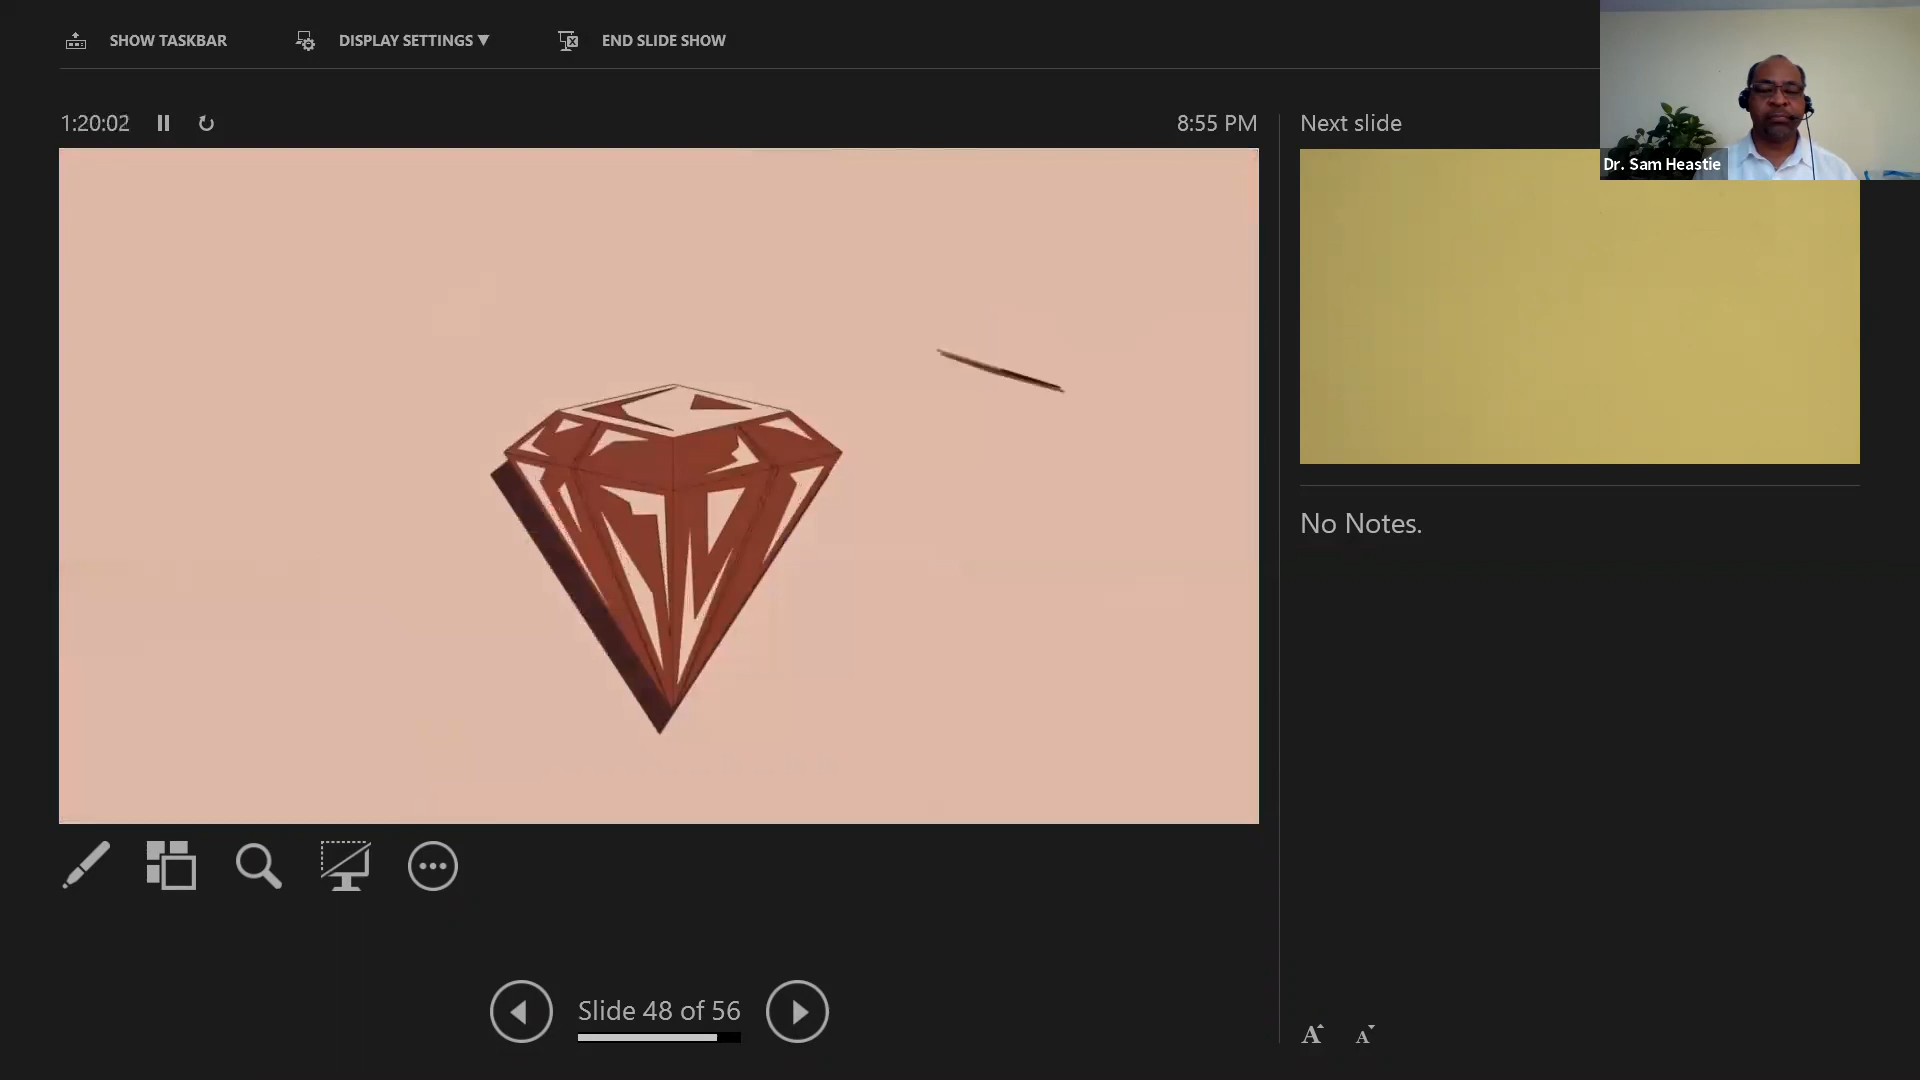 SHOW TASKBAR
DISPLAY SETTINGS
END SLIDE SHOW
1:20:02
8:55 PM
Next slide
Dr. Sam Heastie
No Notes.
Slide 48 of 56
A A